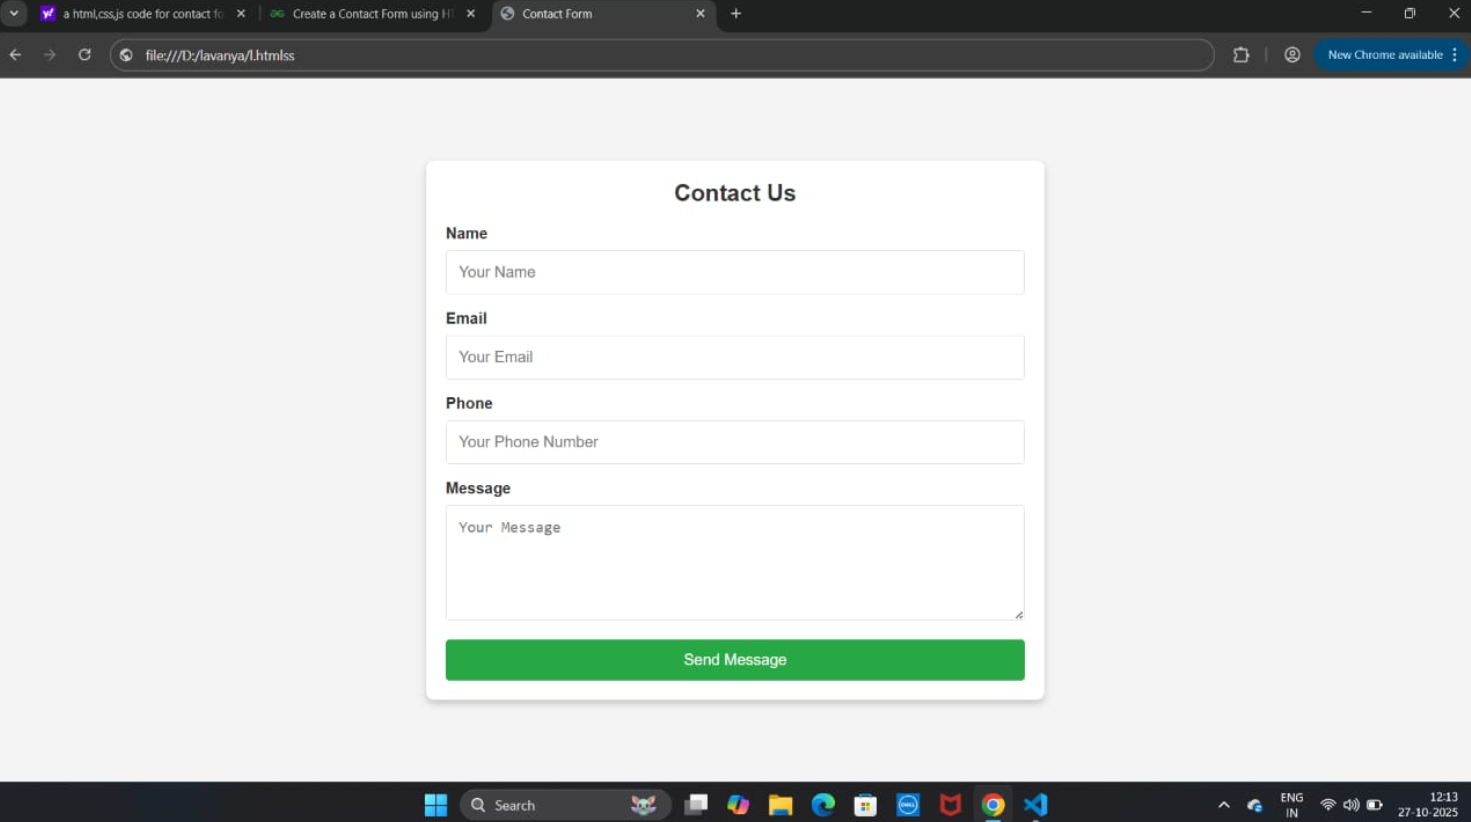 a html,css,js code for contact fo
Create a Contact Form using HT
Contact Form
file:///D:/lavanya/l.htmlss
New Chrome available
Contact Us
Name
Your Name
Email
Your Email
Phone
Your Phone Number
Message
Your Message
Send Message
Search
DELL
ENG
IN
12:13
27-10-2025